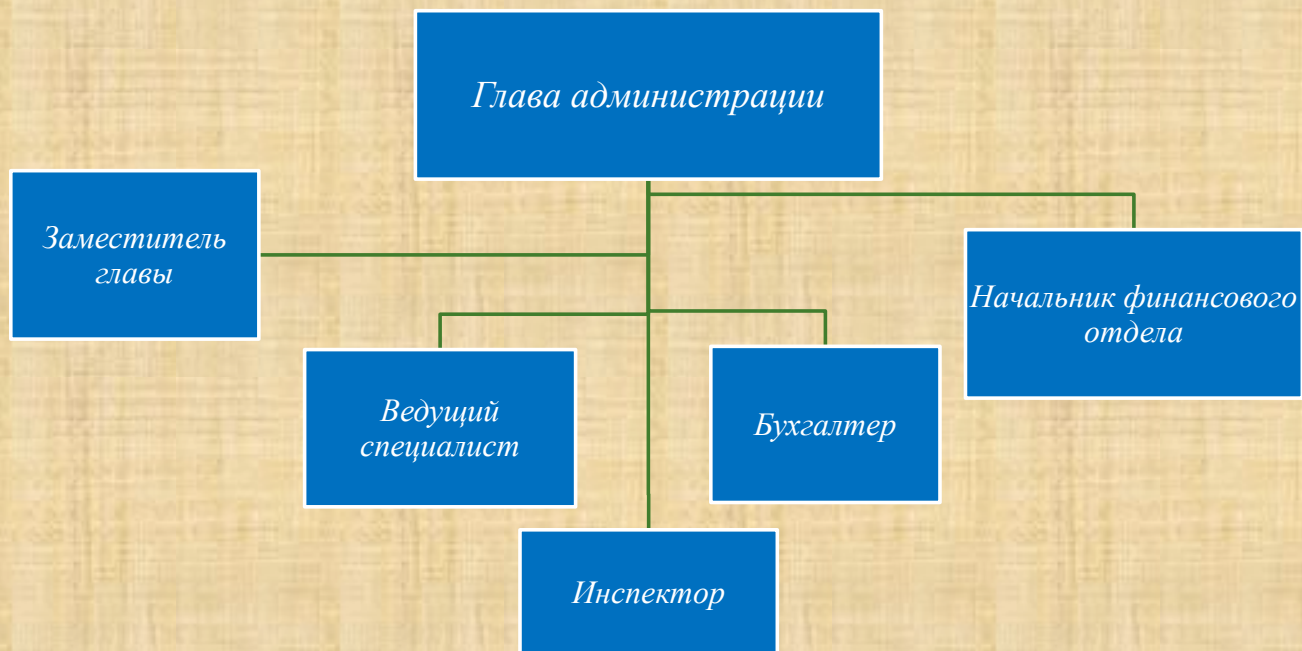 Глава администрации
Заместитель
главы
Начальник финансового
отдела
Ведущий
специалист
Бухгалтер
Инспектор